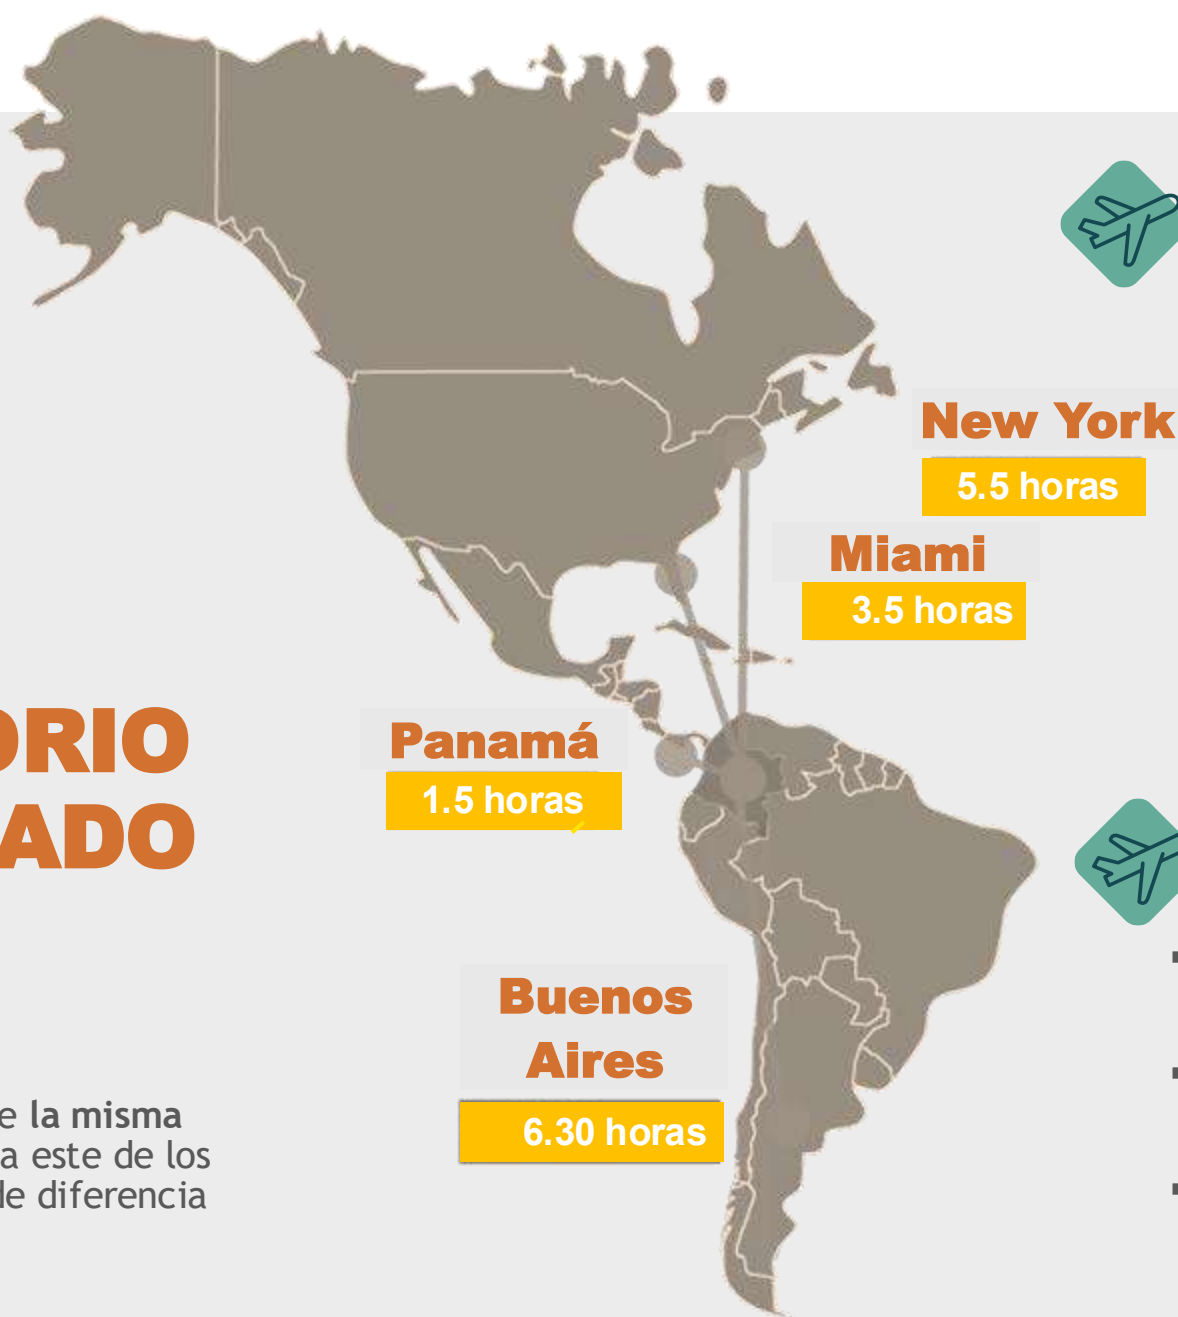 New York
5.5 horas
Miami
3.5 horas
ORIO
ADO
Panamá
1.5 horas
Buenos
Aires
6.30 horas
e la misma
a este de los
de diferencia